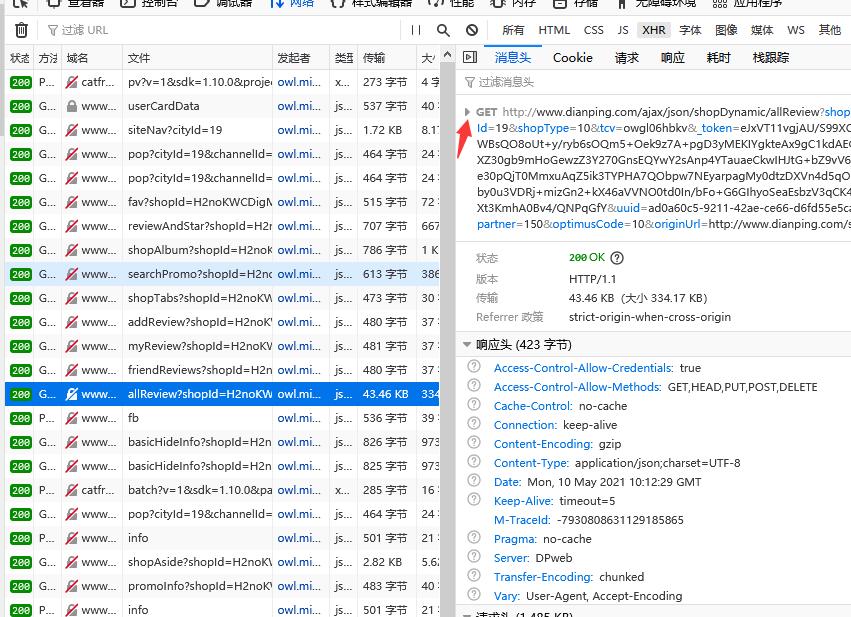 查看器 控制台 调试器 网络 样式编辑器 性能 内存 存储 无障碍环境 应用程序
过滤 URL
所有 HTML CSS JS XHR 字体 图像 媒体 WS 其他
状态 方法 域名 文件 发起者 类型 传输 大小
消息头 Cookie 请求 响应 耗时 栈跟踪
200 P... catfr... pv?v=1&sdk=1.10.0&projec owl.mi... x... 273 字节 4 字
200 G... www... userCardData owl.mi... js... 537 字节 40
200 G... www... siteNav?cityId=19 owl.mi... js... 1.72 KB 8.17
200 G... www... pop?cityId=19&channelId= owl.mi... js... 464 字节 24
200 G... www... pop?cityId=19&channelId= owl.mi... js... 464 字节 24
200 G... www... fav?shopId=H2noKWCDigM owl.mi... js... 515 字节 72
200 G... www... reviewAndStar?shopId=H2n owl.mi... js... 707 字节 667
200 G... www... shopAlbum?shopId=H2noK owl.mi... js... 786 字节 1 K
200 G... www... searchPromo?shopId=H2nc owl.mi... js... 613 字节 386
200 G... www... shopTabs?shopId=H2noKW owl.mi... js... 473 字节 30
200 G... www... addReview?shopId=H2noKW owl.mi... js... 480 字节 37
200 G... www... myReview?shopId=H2noKW owl.mi... js... 481 字节 37
200 G... www... friendReviews?shopId=H2n owl.mi... js... 480 字节 37
200 G... www... allReview?shopId=H2noKW owl.mi... js... 43.46 KB 334
200 P... www... fb owl.mi... js... 536 字节 39
200 G... www... basicHideInfo?shopId=H2n owl.mi... js... 826 字节 973
200 G... www... basicHideInfo?shopId=H2n owl.mi... js... 825 字节 973
200 P... catfr... batch?v=1&sdk=1.10.0&pa owl.mi... x... 285 字节 16
200 G... www... pop?cityId=19&channelId= owl.mi... js... 464 字节 24
200 P... www... info owl.mi... js... 501 字节 21
200 G... www... shopAside?shopId=H2noKW owl.mi... js... 2.82 KB 5.62
200 G... www... promoInfo?shopId=H2noKW owl.mi... js... 483 字节 40
200 P... www... info owl.mi... js... 501 字节 21
过滤消息头
GET http://www.dianping.com/ajax/json/shopDynamic/allReview?shop
Id=19&shopType=10&tcv=owgl06hbkv&_token=eJxVT11vgjAU/S99XC
WBsQO8oUt+y/ryb6sOQm5+Oek9z7A+pgD3yMEKIYgkteAx9gC1kdAEC
XZ30gb9mHoGewzZ3Y270GnsEQYwY2sAnp4YTauaeCkwIHJtG+bZ9vV6
e30pQjT0MmxuAqZ5ik3TYPHA7QObpw7NEyarpagMy0dtzDXVn4d5qO
by0u3VDRj+mizGn2+kX46aVVNO0td0In/bFo+G6GIhyoSeaEsbzV3qCK4
Xt3KmhA0Bv4/QNPqGfY&uuid=ad0a60c5-9211-42ae-ce66-d6fd55e5ca
partner=150&optimusCode=10&originUrl=http://www.dianping.com/s
状态 200 OK
版本 HTTP/1.1
传输 43.46 KB (大小 334.17 KB)
Referrer 政策 strict-origin-when-cross-origin
响应头 (423 字节)
Access-Control-Allow-Credentials: true
Access-Control-Allow-Methods: GET,HEAD,PUT,POST,DELETE
Cache-Control: no-cache
Connection: keep-alive
Content-Encoding: gzip
Content-Type: application/json;charset=UTF-8
Date: Mon, 10 May 2021 10:12:29 GMT
Keep-Alive: timeout=5
M-TraceId: -7930808631129185865
Pragma: no-cache
Server: DPweb
Transfer-Encoding: chunked
Vary: User-Agent, Accept-Encoding
请求头 (1.485 KB)